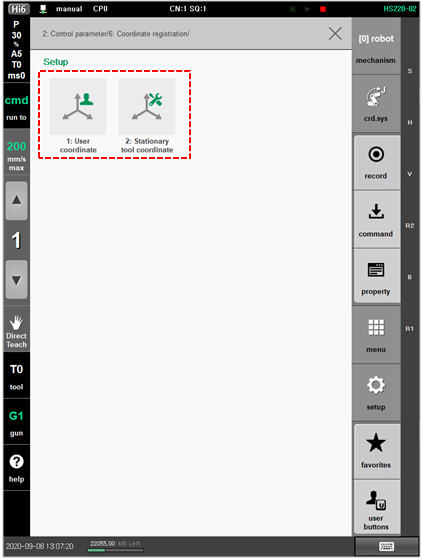 Hi6 manual CP0 CN:1 SQ:1 HS220-02
P
30
%
A5
T0
ms0
cmd
run to
200
mm/s
max
1
Direct
Teach
T0
tool
G1
gun
help
2: Control parameter/6: Coordinate registration/
Setup
1: User
coordinate
2: Stationary
tool coordinate
[0] robot
mechanism
crd.sys
record
command
property
menu
setup
favorites
U
user
buttons
S
H
V
R2
B
R1
2020-09-08 13:07:20 22055,00 MB Left